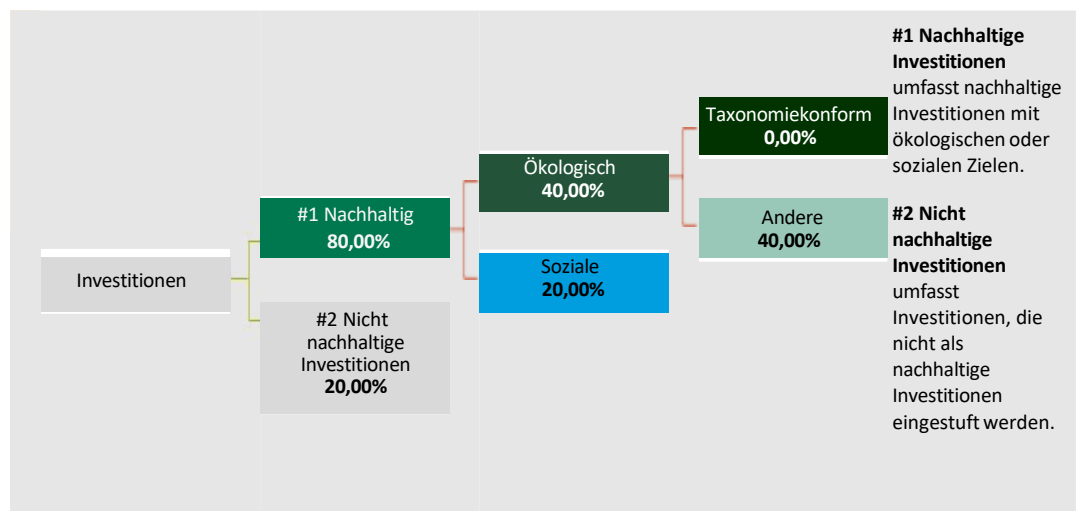 Investitionen
#1 Nachhaltig
80,00%
#2 Nicht
nachhaltige
Investitionen
20,00%
Ökologisch
40,00%
Soziale
20,00%
Taxonomiekonform
0,00%
Andere
40,00%
#1 Nachhaltige
Investitionen
umfasst nachhaltige
Investitionen mit
ökologischen oder
sozialen Zielen.
#2 Nicht
nachhaltige
Investitionen
umfasst
Investitionen, die
nicht als
nachhaltige
Investitionen
eingestuft werden.